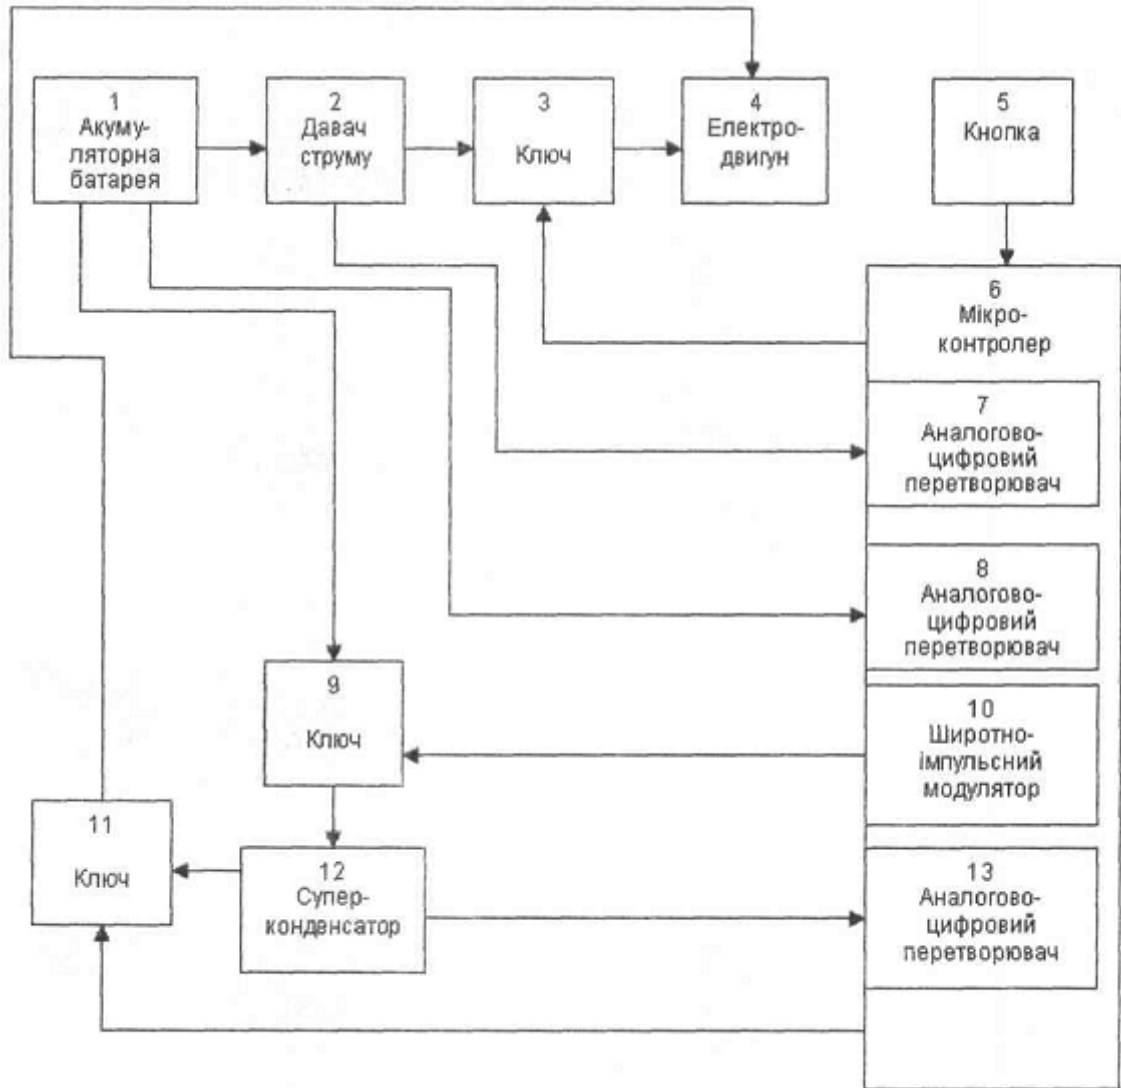 1
Акуму-
ляторна
батарея
2
Давач
струму
3
Ключ
4
Електро-
двигун
5
Кнопка
6
Мікро-
контролер
7
Аналогово-
цифровий
перетворювач
8
Аналогово-
цифровий
перетворювач
9
Ключ
10
Широтно-
імпульсний
модулятор
11
Ключ
12
Супер-
конденсатор
13
Аналогово-
цифровий
перетворювач